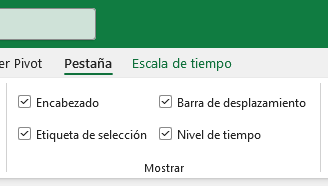 er Pivot Pestaña Escala de tiempo
Encabezado Barra de desplazamiento
Etiqueta de selección Nivel de tiempo
Mostrar